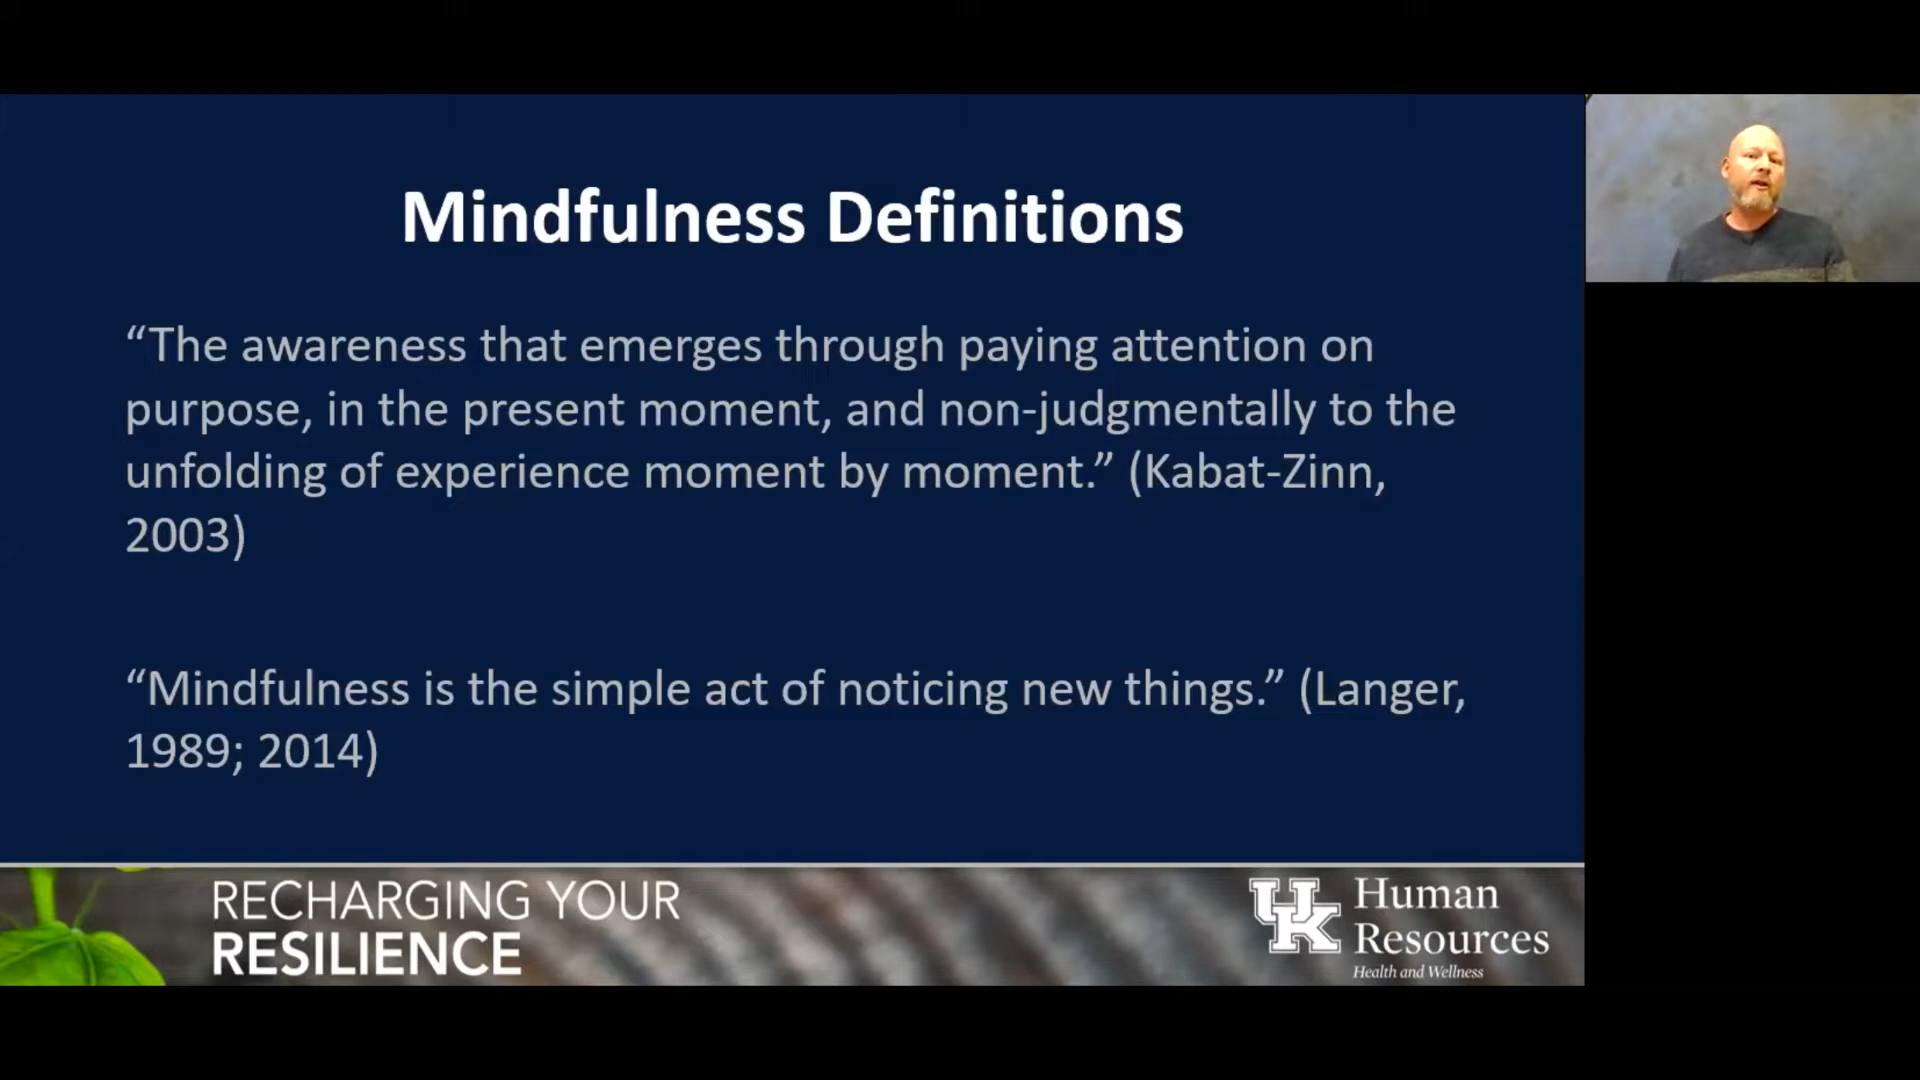 Mindfulness Definitions
“The awareness that emerges through paying attention on
purpose, in the present moment, and non-judgmentally to the
unfolding of experience moment by moment.” (Kabat-Zinn,
2003)
“Mindfulness is the simple act of noticing new things.” (Langer,
1989; 2014)
RECHARGING YOUR
RESILIENCE
UK
Human
Resources
Health and Wellness